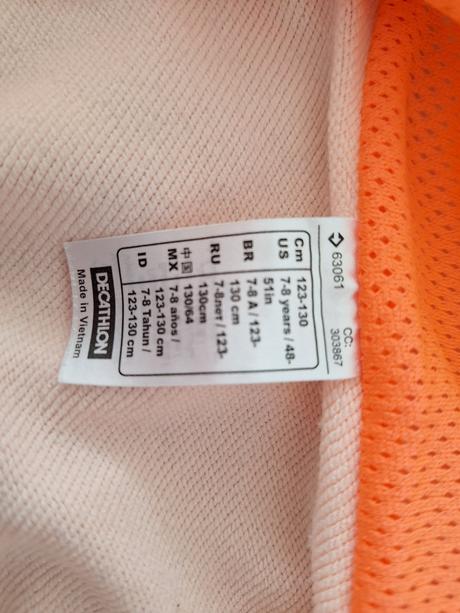 63061
CC:
303867
Cm 123-130
US 7-8 years / 48-
51in
BR 7-8 A / 123-
130 cm
RU 7-8лет / 123-
130cm
中国 130/64
MX 7-8 años /
123-130 cm
ID 7-8 Tahun /
123-130 cm
DECATHLON
Made in Vietnam